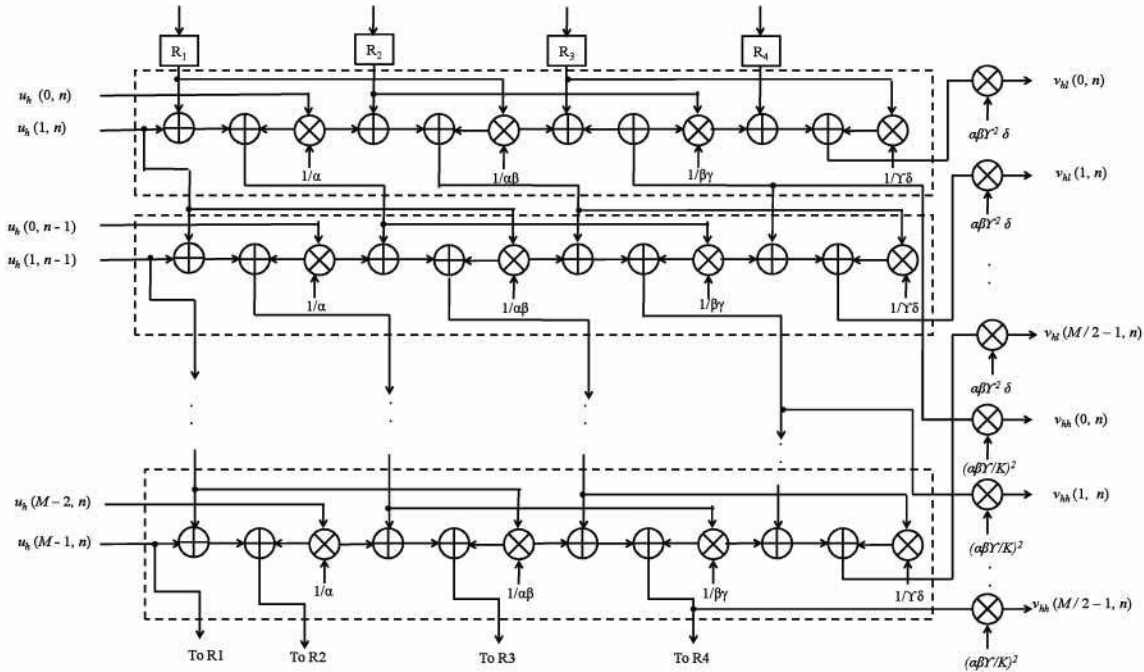 R1 R2 R3 R4
uh (0, n)
uh (1, n)
1/α 1/αβ 1/βγ 1/ϒδ
vhl (0, n)
αβϒ² δ
vhl (1, n)
αβϒ² δ
uh (0, n - 1)
uh (1, n-1)
1/α 1/αβ 1/βγ 1/ϒδ
vhl (M / 2 − 1, n)
αβϒ² δ
vhh (0, n)
(αβϒ/K)²
uh (M − 2, n)
uh (M- 1, n)
1/α 1/αβ 1/βγ 1/ϒδ
vhh (1, n)
(αβϒ/K)²
vhh (M / 2 − 1, n)
(αβϒ/K)²
To R1 To R2 To R3 To R4